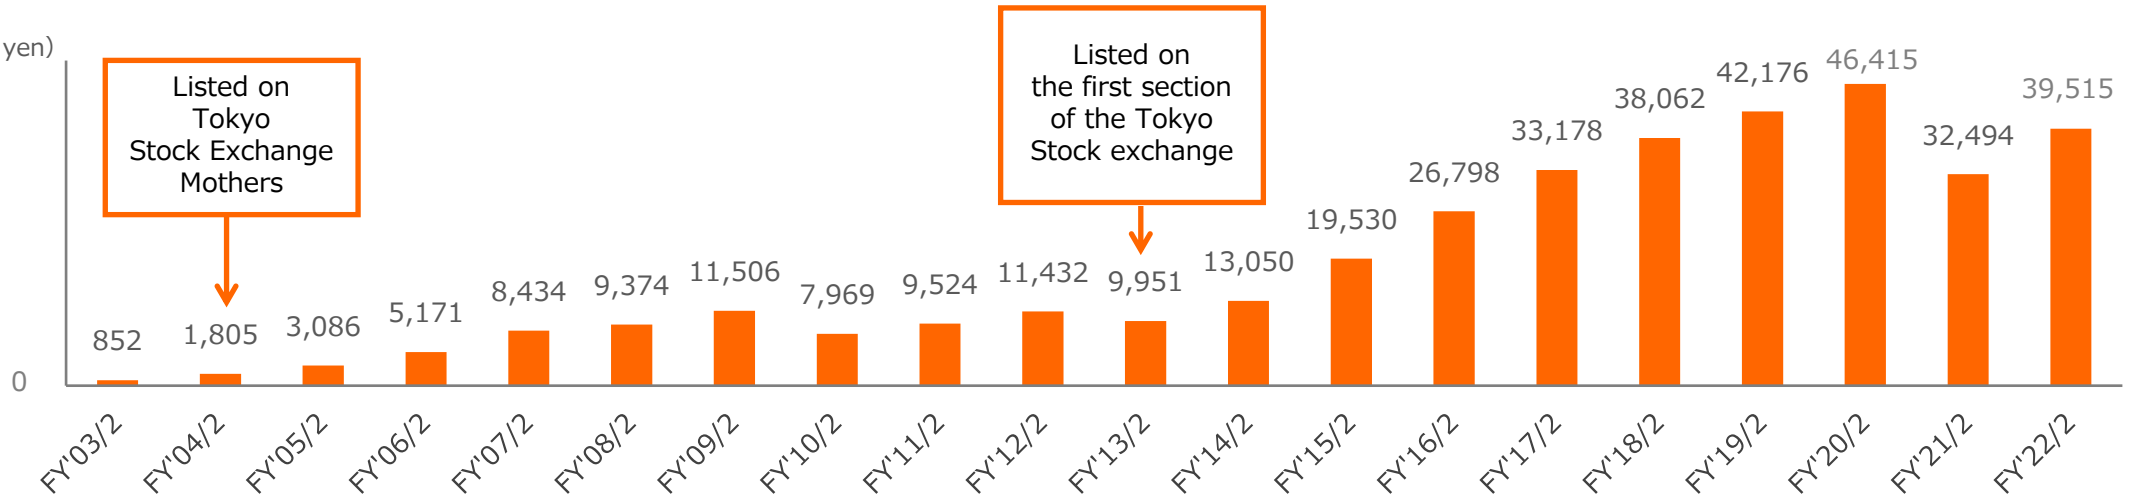 yen)
Listed on
Tokyo
Stock Exchange
Mothers
Listed on
the first section
of the Tokyo
Stock exchange
852
1,805
3,086
5,171
8,434
9,374
11,506
7,969
9,524
11,432
9,951
13,050
19,530
26,798
33,178
38,062
42,176
46,415
32,494
39,515
0
FY'03/2
FY'04/2
FY'05/2
FY'06/2
FY'07/2
FY'08/2
FY'09/2
FY'10/2
FY'11/2
FY'12/2
FY'13/2
FY'14/2
FY'15/2
FY'16/2
FY'17/2
FY'18/2
FY'19/2
FY'20/2
FY'21/2
FY'22/2